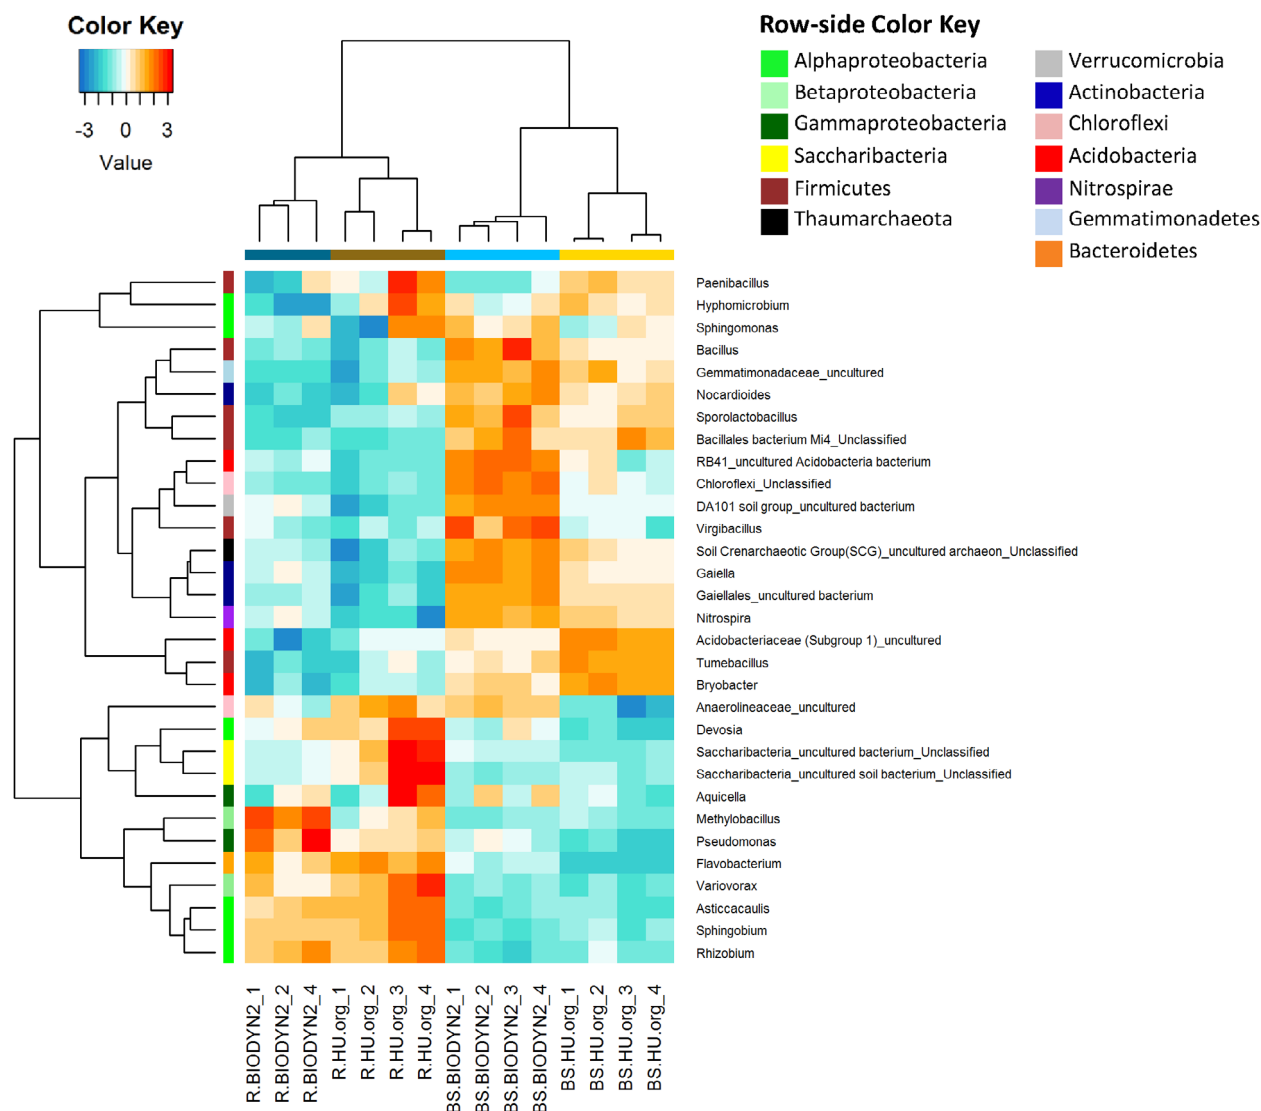 Color Key
-3 0 3
Value
Row-side Color Key
Alphaproteobacteria
Betaproteobacteria
Gammaproteobacteria
Saccharibacteria
Firmicutes
Thaumarchaeota
Verrucomicrobia
Actinobacteria
Chloroflexi
Acidobacteria
Nitrospirae
Gemmatimonadetes
Bacteroidetes
Paenibacillus
Hyphomicrobium
Sphingomonas
Bacillus
Gemmatimonadaceae_uncultured
Nocardioides
Sporolactobacillus
Bacillales bacterium Mi4_Unclassified
RB41_uncultured Acidobacteria bacterium
Chloroflexi_Unclassified
DA101 soil group_uncultured bacterium
Virgibacillus
Soil Crenarchaeotic Group(SCG)_uncultured archaeon_Unclassified
Gaiella
Gaiellales_uncultured bacterium
Nitrospira
Acidobacteriaceae (Subgroup 1)_uncultured
Tumebacillus
Bryobacter
Anaerolineaceae_uncultured
Devosia
Saccharibacteria_uncultured bacterium_Unclassified
Saccharibacteria_uncultured soil bacterium_Unclassified
Aquicella
Methylobacillus
Pseudomonas
Flavobacterium
Variovorax
Asticcacaulis
Sphingobium
Rhizobium
R.BIODYN2_1
R.BIODYN2_2
R.BIODYN2_4
R.HU.org_1
R.HU.org_2
R.HU.org_3
R.HU.org_4
BS.BIODYN2_1
BS.BIODYN2_2
BS.BIODYN2_3
BS.BIODYN2_4
BS.HU.org_1
BS.HU.org_2
BS.HU.org_3
BS.HU.org_4